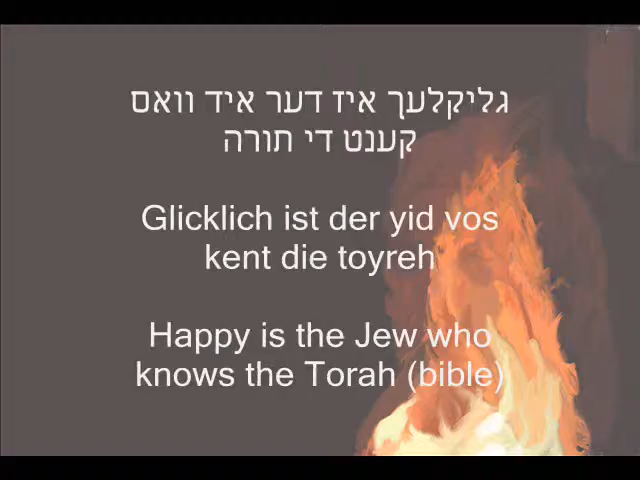 גליקלעך איז דער איד וואס
קענט די תורה
Glicklich ist der yid vos
kent die toyreh
Happy is the Jew who
knows the Torah (bible)